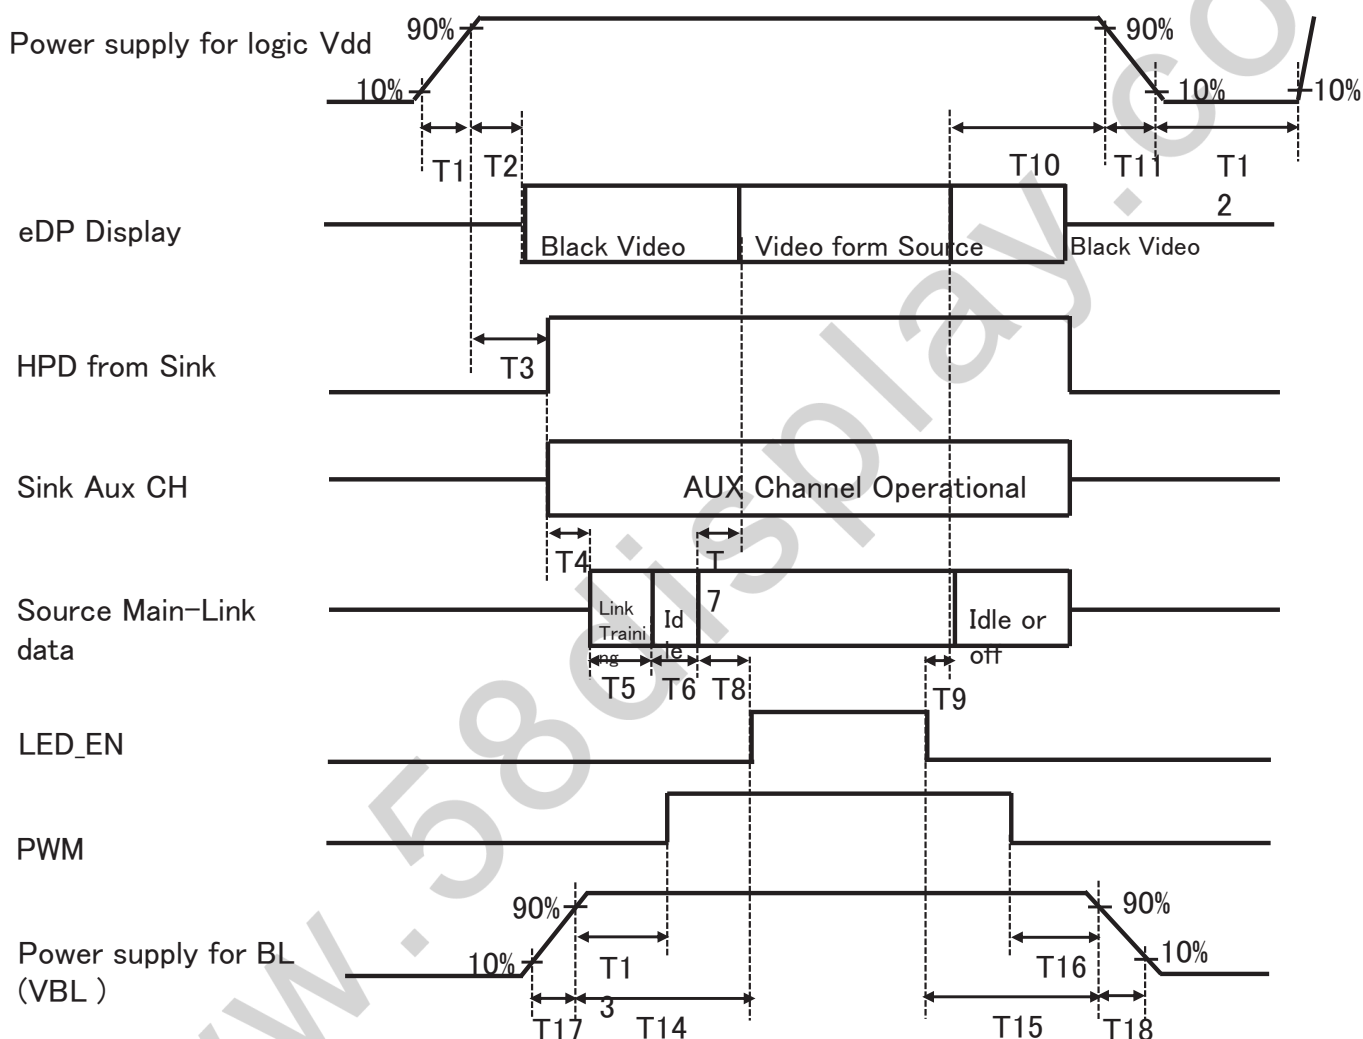 Power supply for logic Vdd
90%
90%
10%
10%
10%
T1
T2
T10
T11
T1
2
eDP Display
Black Video
Video form Source
Black Video
HPD from Sink
T3
Sink Aux CH
AUX Channel Operational
T4
T
7
Source Main-Link
data
Link
Traini
ng
Id
le
Idle or
off
T5
T6
T8
T9
LED_EN
PWM
90%
90%
Power supply for BL
(VBL )
10%
10%
T1
3
T16
T17
T14
T15
T18
w.58display.co